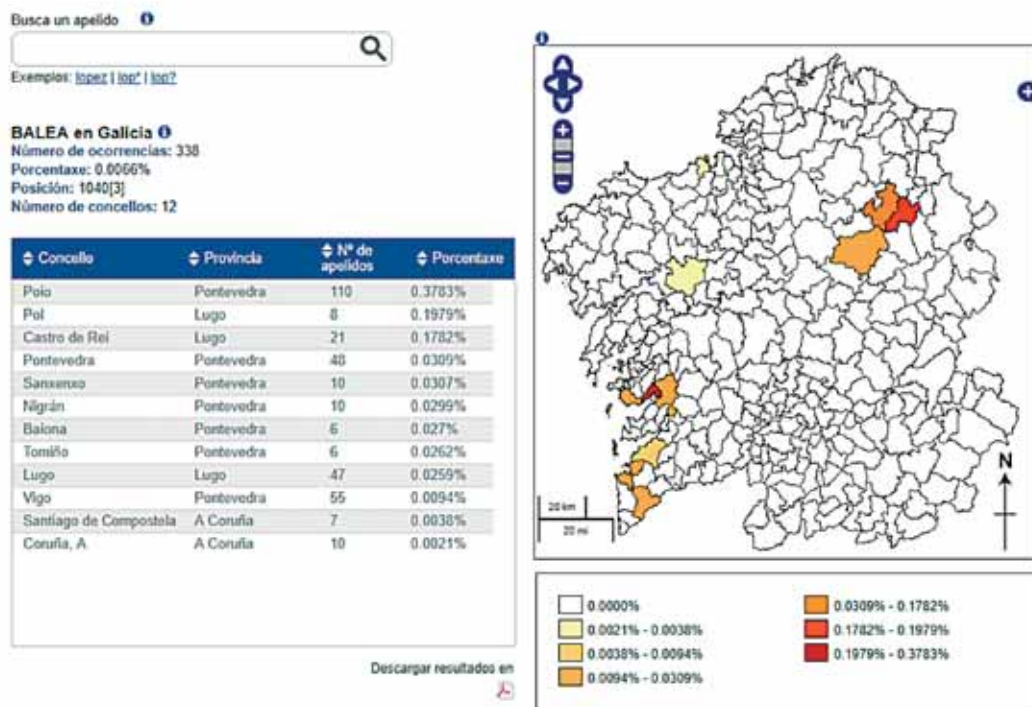 Busca un apelido
Exemplos: lopez | lop* | lop?
BALEA en Galicia
Número de ocorrencias: 338
Porcentaxe: 0.0066%
Posición: 1040[3]
Número de concellos: 12
Concello Provincia Nº de apelidos Porcentaxe
Poio Pontevedra 110 0.3783%
Pol Lugo 8 0.1979%
Castro de Rei Lugo 21 0.1782%
Pontevedra Pontevedra 48 0.0309%
Sanxenxo Pontevedra 10 0.0307%
Nigrán Pontevedra 10 0.0299%
Baiona Pontevedra 6 0.027%
Tomiño Pontevedra 6 0.0262%
Lugo Lugo 47 0.0259%
Vigo Pontevedra 55 0.0094%
Santiago de Compostela A Coruña 7 0.0038%
Coruña, A A Coruña 10 0.0021%
Descargar resultados en
N
20 km
20 mi
0.0000%
0.0021% - 0.0038%
0.0038% - 0.0094%
0.0094% - 0.0309%
0.0309% - 0.1782%
0.1782% - 0.1979%
0.1979% - 0.3783%